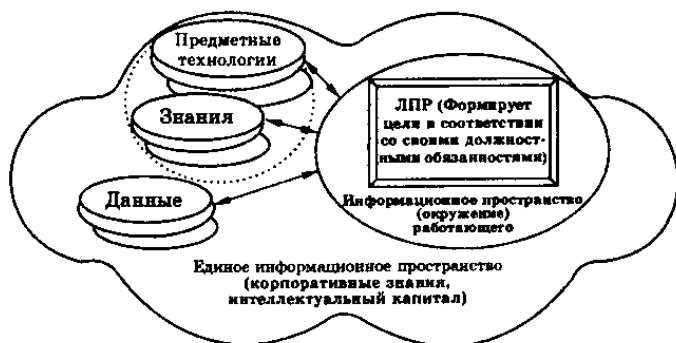 Предметные
технологии
Знания
Данные
ЛПР (Формирует
цели в соответствии
со своими должност-
ными обязанностями)
Информационное пространство
(окружение)
работающего
Единое информационное пространство
(корпоративные знания,
интеллектуальный капитал)